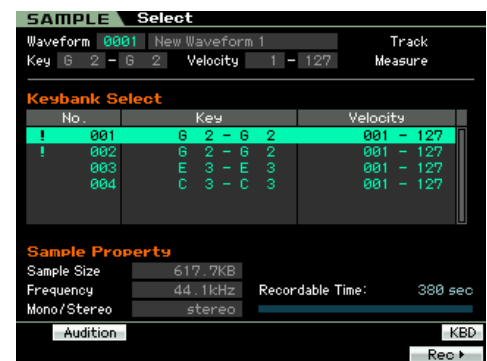 SAMPLE Select
Waveform 0001 New Waveform 1 Track
Key G 2 – G 2 Velocity 1 – 127 Measure
Keybank Select
No. Key Velocity
! 001 G 2 – G 2 001 – 127
! 002 G 2 – G 2 001 – 127
003 E 3 – E 3 001 – 127
004 C 3 – C 3 001 – 127
Sample Property
Sample Size 617.7KB
Frequency 44.1kHz Recordable Time: 380 sec
Mono/Stereo stereo
Audition KBD
Rec▸